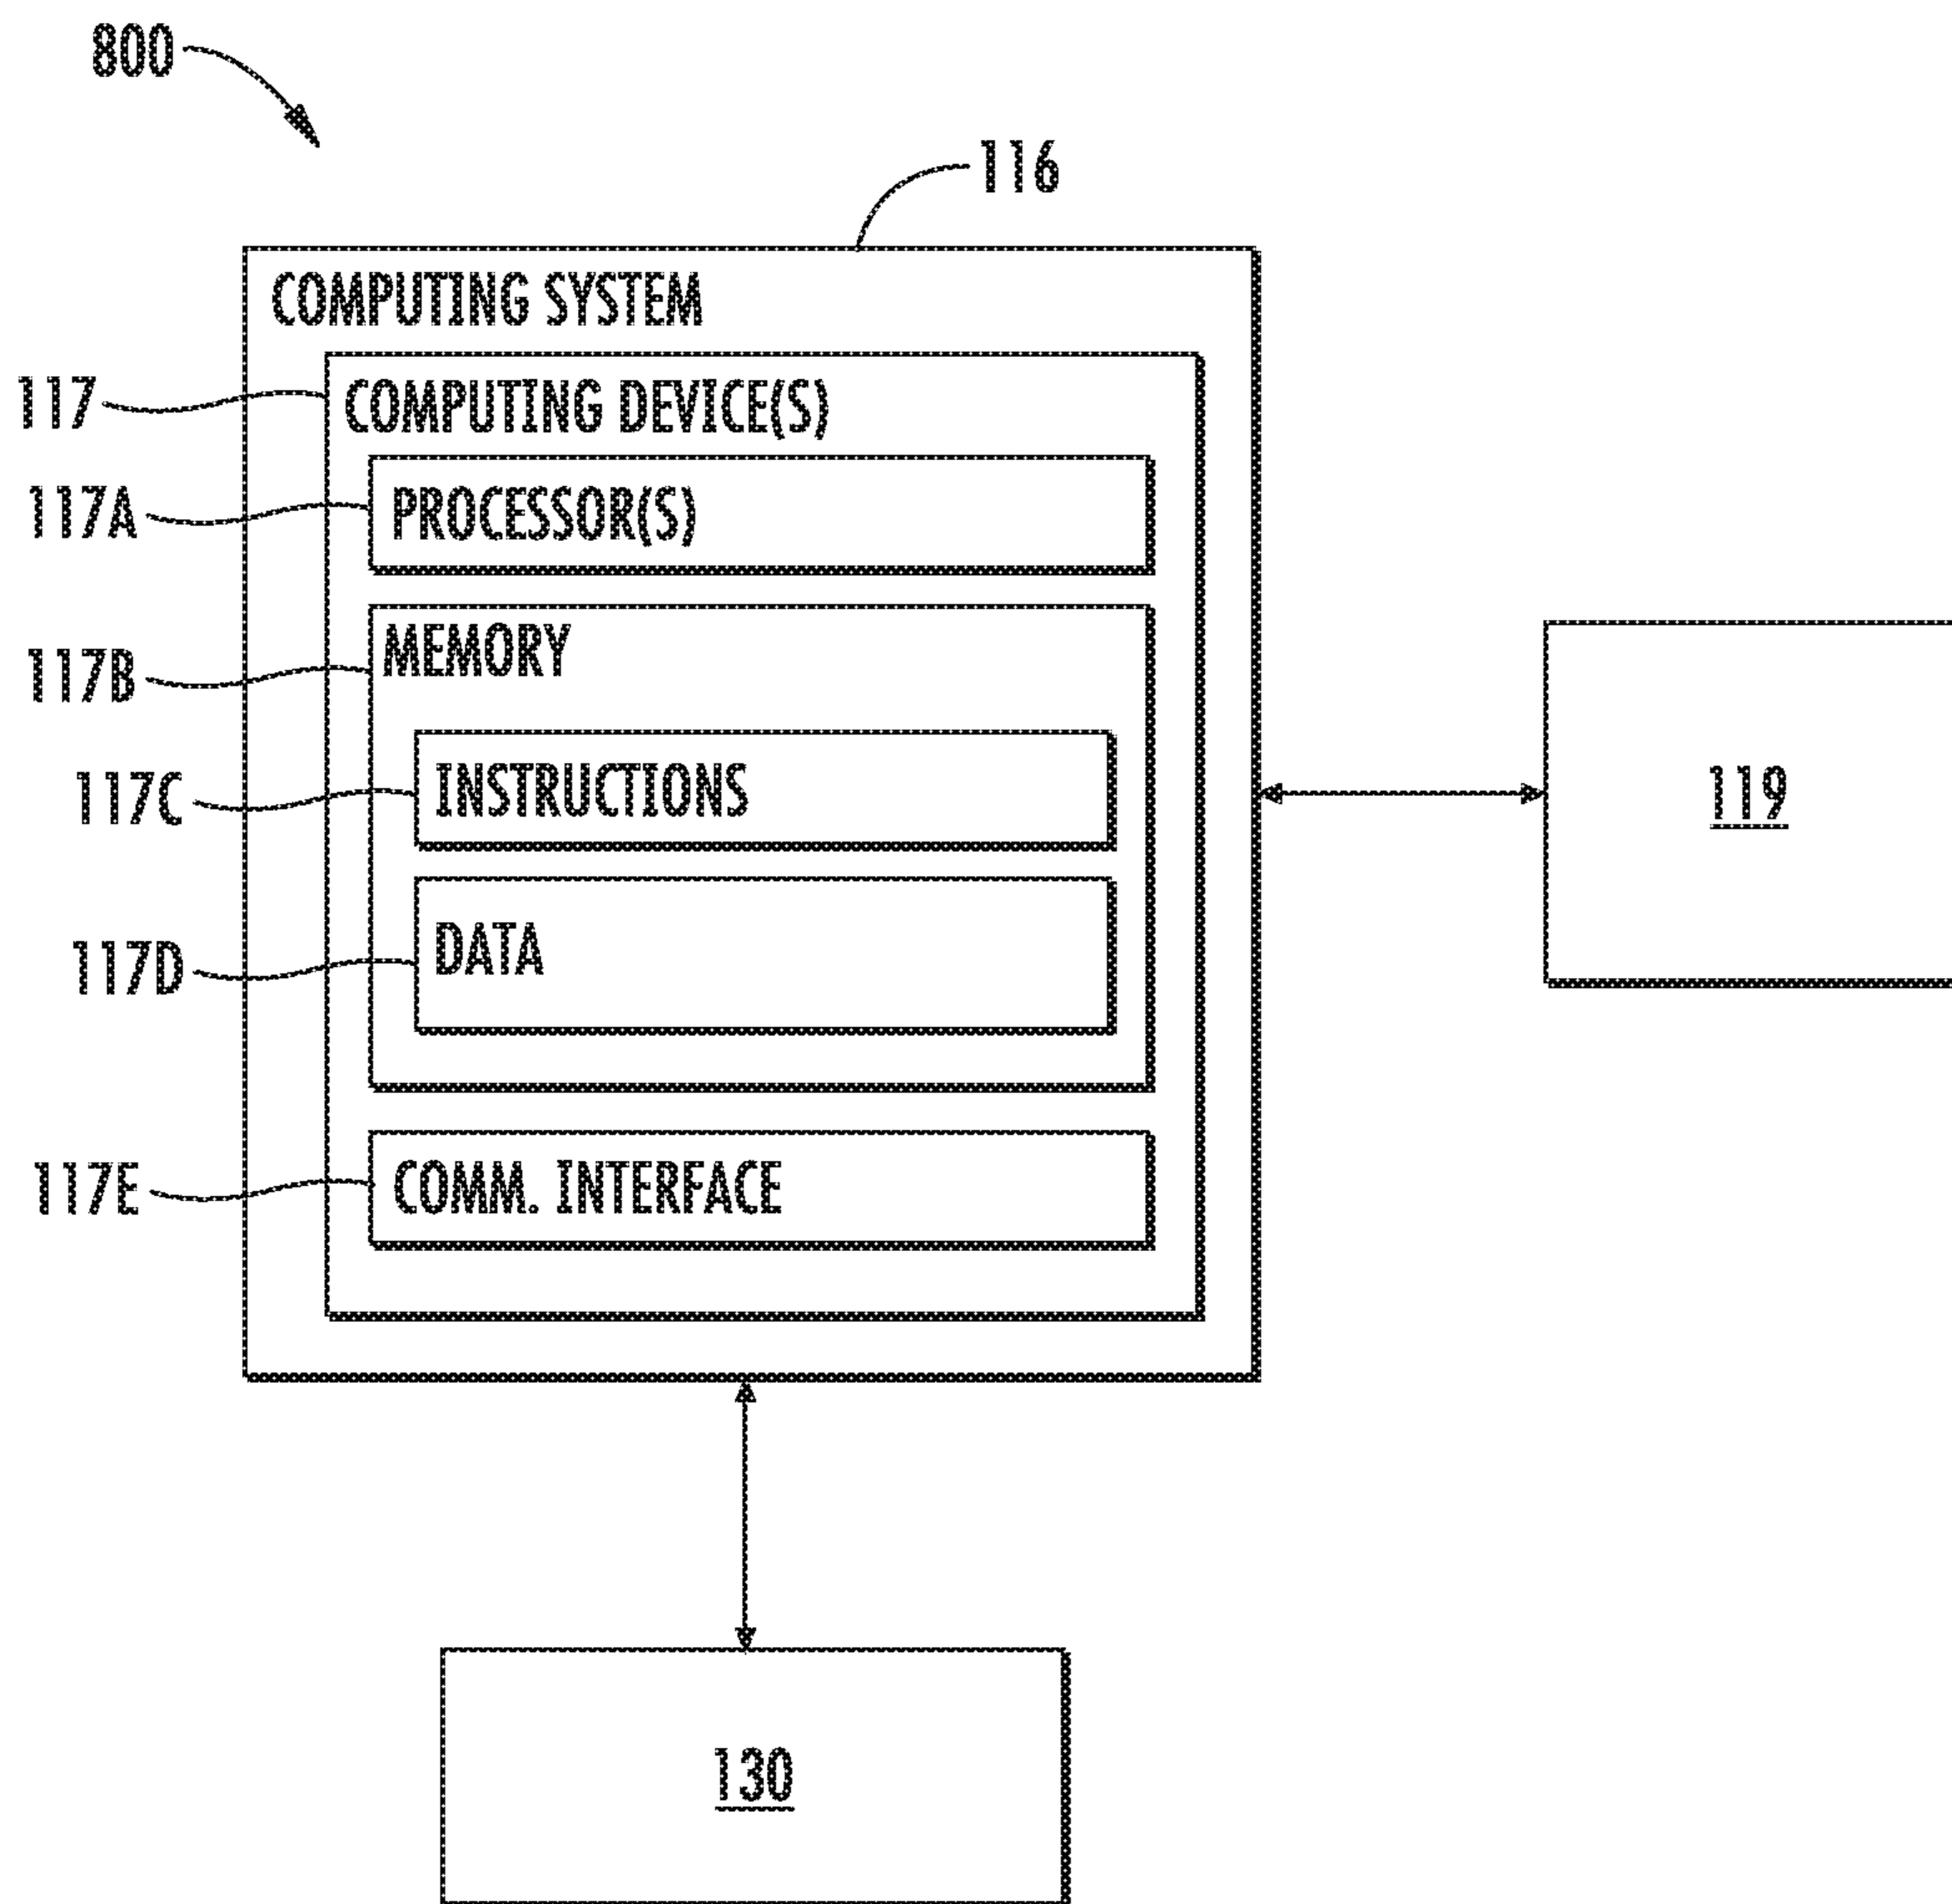 800
116
COMPUTING SYSTEM
117
COMPUTING DEVICE(S)
117A
PROCESSOR(S)
117B
MEMORY
117C
INSTRUCTIONS
119
117D
DATA
117E
COMM. INTERFACE
130